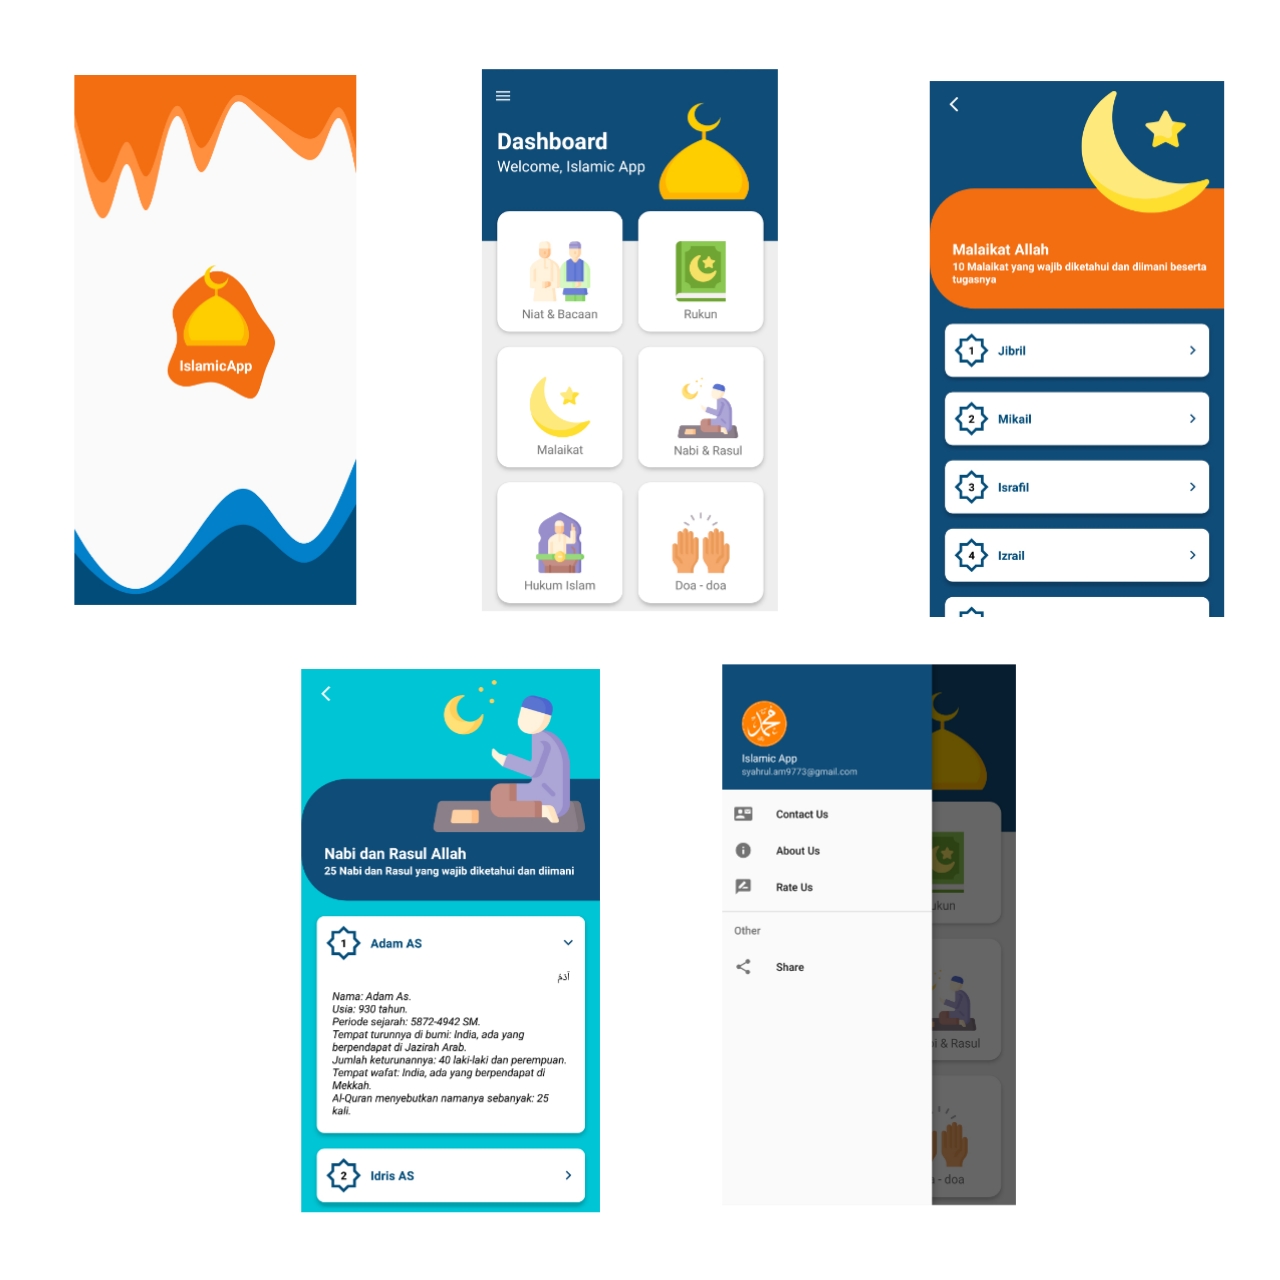 IslamicApp
Dashboard
Welcome, Islamic App
Niat & Bacaan
Rukun
Malaikat
Nabi & Rasul
Hukum Islam
Doa - doa
Malaikat Allah
10 Malaikat yang wajib diketahui dan diimani beserta
tugasnya
1
Jibril
2
Mikail
3
Israfil
4
Izrail
Nabi dan Rasul Allah
25 Nabi dan Rasul yang wajib diketahui dan diimani
1
Adam AS
Nama: Adam As.
Usia: 930 tahun.
Periode sejarah: 5872-4942 SM.
Tempat turunnya di bumi: India, ada yang
berpendapat di Jazirah Arab.
Jumlah keturunannya: 40 laki-laki dan perempuan.
Tempat wafat: India, ada yang berpendapat di
Mekkah.
Al-Quran menyebutkan namanya sebanyak: 25
kali.
2
Idris AS
محمد
Islamic App
syahrul.am9773@gmail.com
Contact Us
About Us
Rate Us
Other
Share
ukun
i & Rasul
- doa